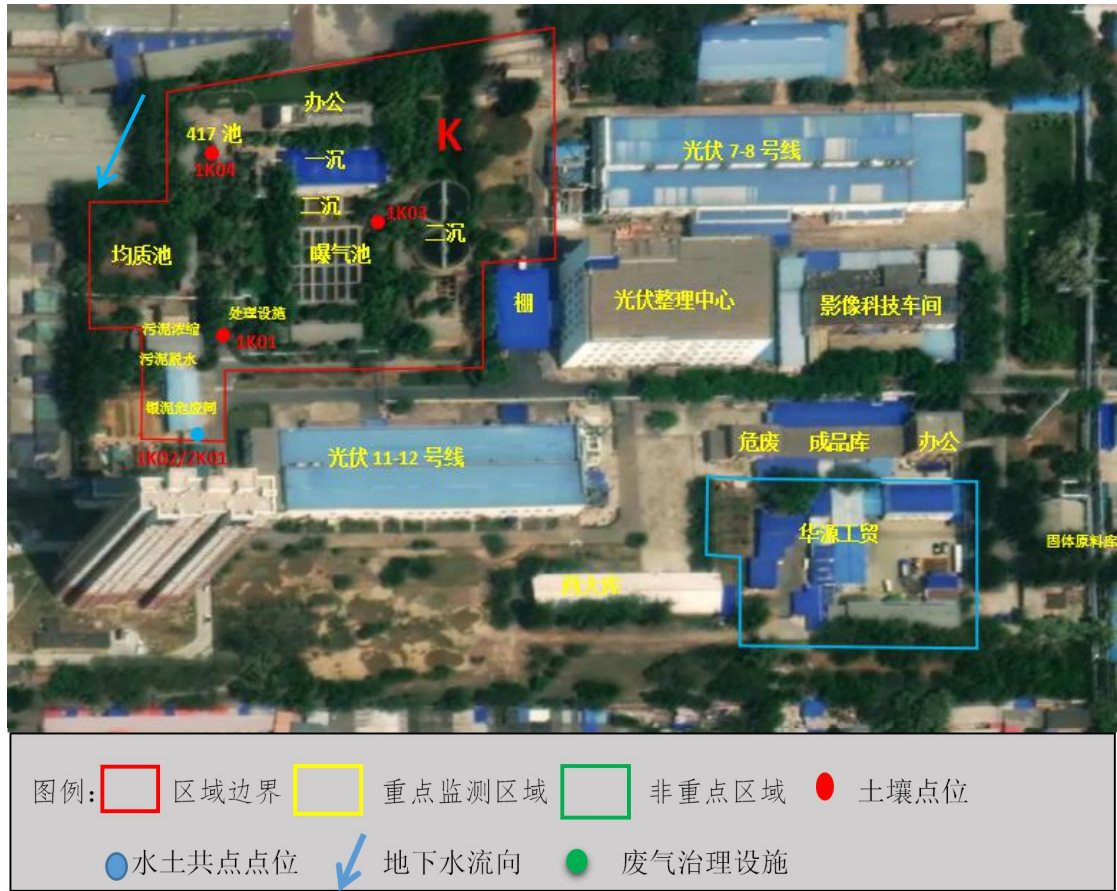 办公
K
417 池
1K04
一沉
光伏 7-8 号线
二沉
1K03
二沉
均质池
曝气池
棚
光伏整理中心
影像科技车间
处理设施
污泥浓缩
1K01
污泥脱水
银泥危废间
1K02/2K01
光伏 11-12 号线
危废
成品库
办公
华源工贸
固体原料库
西大库
图例:
区域边界
重点监测区域
非重点区域
土壤点位
水土共点点位
地下水流向
废气治理设施